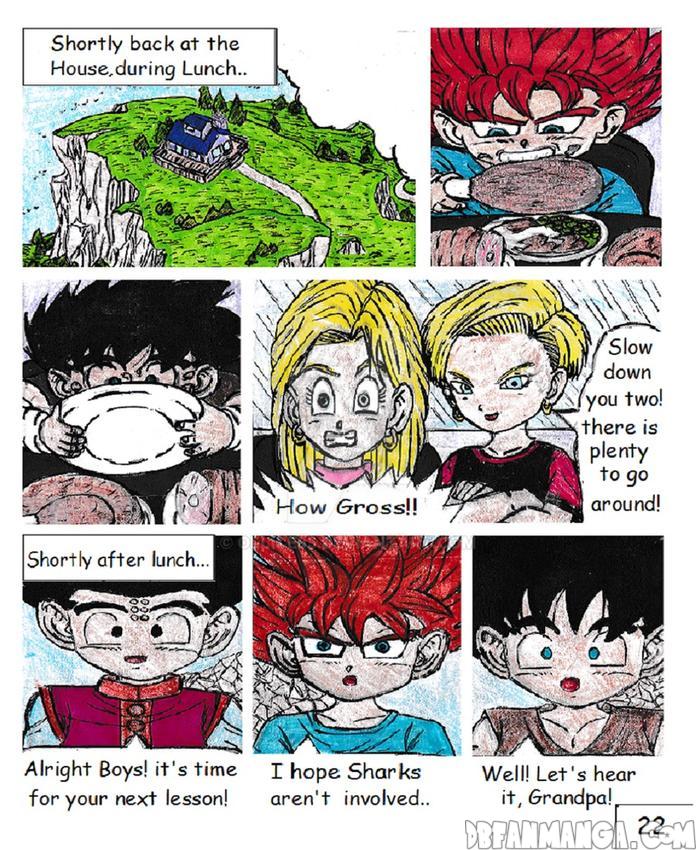 Shortly back at the
House, during Lunch..
Slow
down
you two!
there is
plenty
to go
around!
How Gross!!
Shortly after lunch...
Alright Boys! it's time
for your next lesson!
I hope Sharks
aren't involved..
Well! Let's hear
it, Grandpa!
22
DBFANMANGA.COM